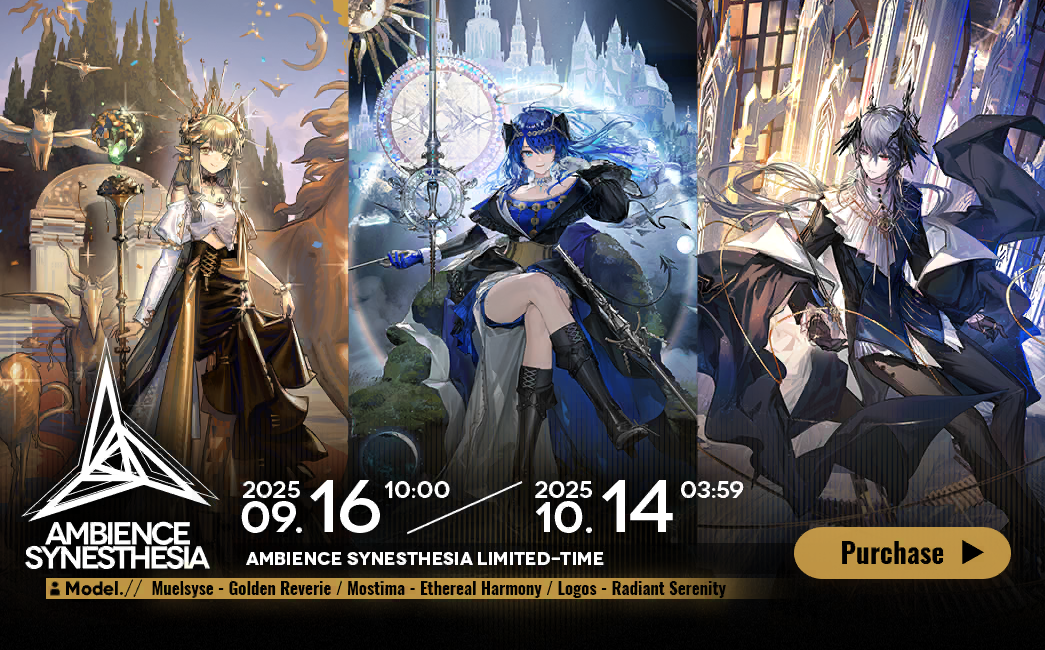 2025 10:00
09. 16
2025 03:59
10. 14
AMBIENCE
SYNESTHESIA
AMBIENCE SYNESTHESIA LIMITED-TIME
Purchase
Model.// Muelsyse - Golden Reverie / Mostima - Ethereal Harmony / Logos - Radiant Serenity